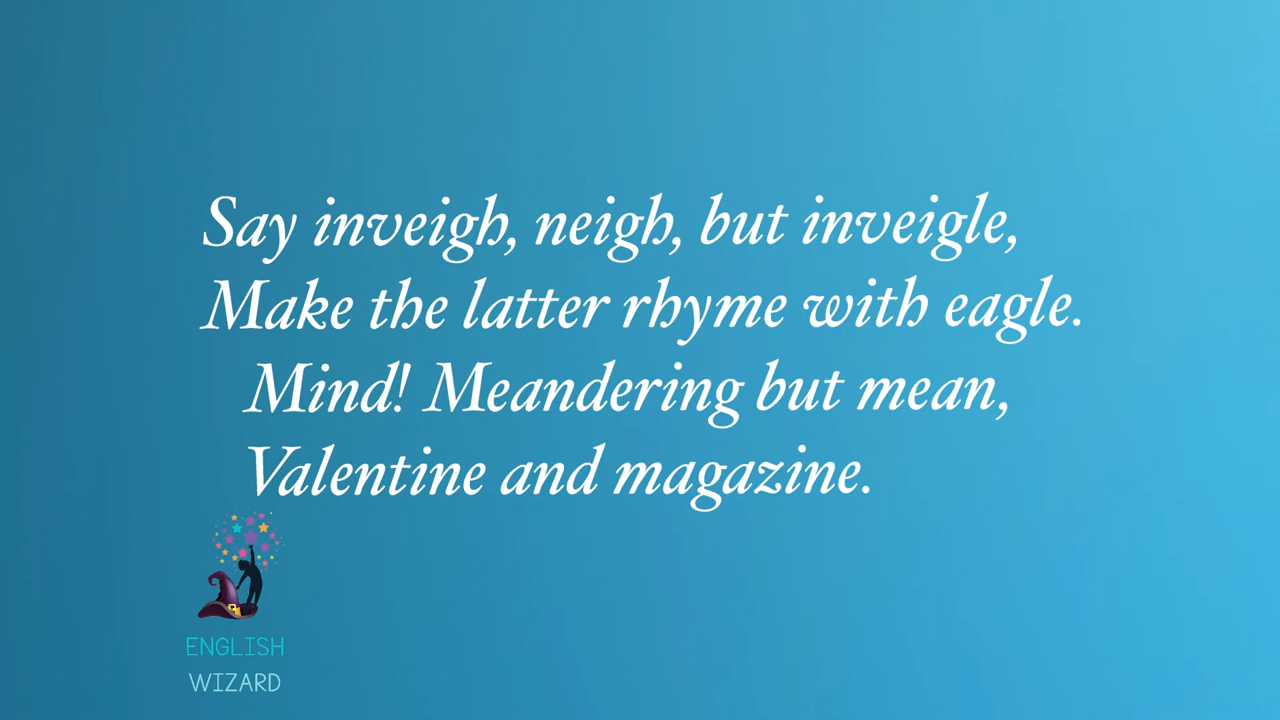 Say inveigh, neigh, but inveigle,
Make the latter rhyme with eagle.
Mind! Meandering but mean,
Valentine and magazine.
ENGLISH
WIZARD